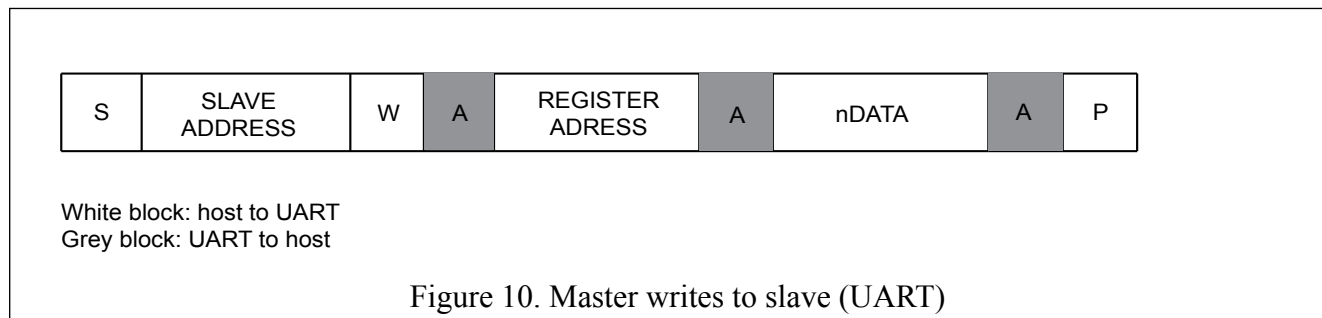 S
SLAVE
ADDRESS
W
A
REGISTER
ADRESS
A
nDATA
A
P
White block: host to UART
Grey block: UART to host
Figure 10. Master writes to slave (UART)